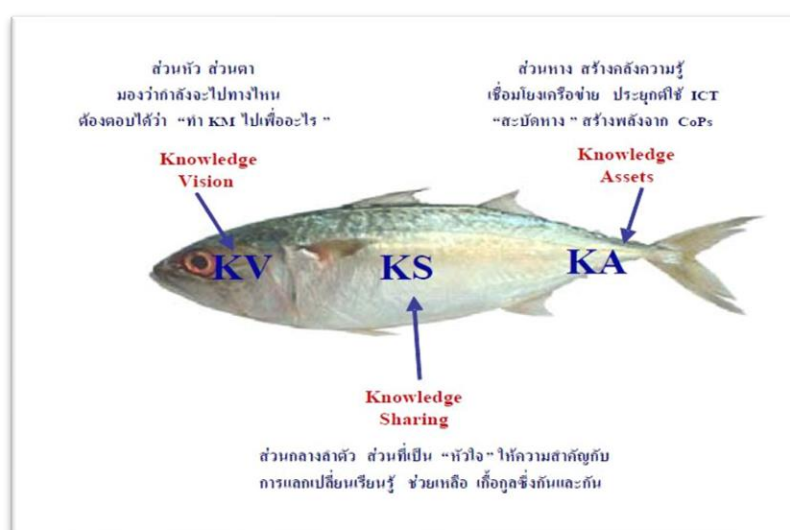 ส่วนหัว ส่วนตา
มองว่ากำลังจะไปทางไหน
ต้องตอบได้ว่า “ทำ KM ไปเพื่ออะไร ”
Knowledge
Vision
ส่วนหาง สร้างคลังความรู้
เชื่อมโยงเครือข่าย ประยุกต์ใช้ ICT
“สะบัดหาง ” สร้างพลังจาก CoPs
Knowledge
Assets
KV
KS
KA
Knowledge
Sharing
ส่วนกลางลำตัว ส่วนที่เป็น “หัวใจ” ให้ความสำคัญกับ
การแลกเปลี่ยนเรียนรู้ ช่วยเหลือ เกื้อกูลซึ่งกันและกัน